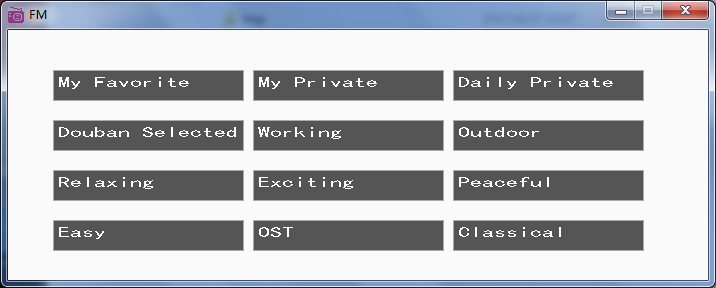 FM
My Favorite My Private Daily Private
Douban Selected Working Outdoor
Relaxing Exciting Peaceful
Easy OST Classical